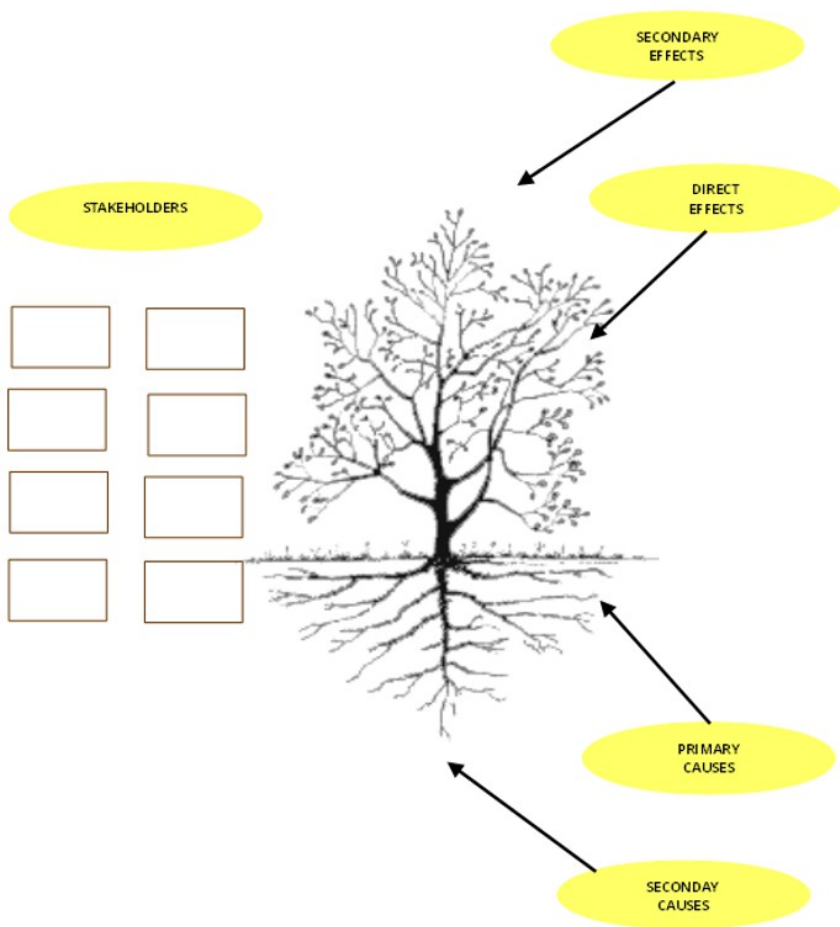 SECONDARY
EFFECTS
STAKEHOLDERS
DIRECT
EFFECTS
PRIMARY
CAUSES
SECONDAY
CAUSES